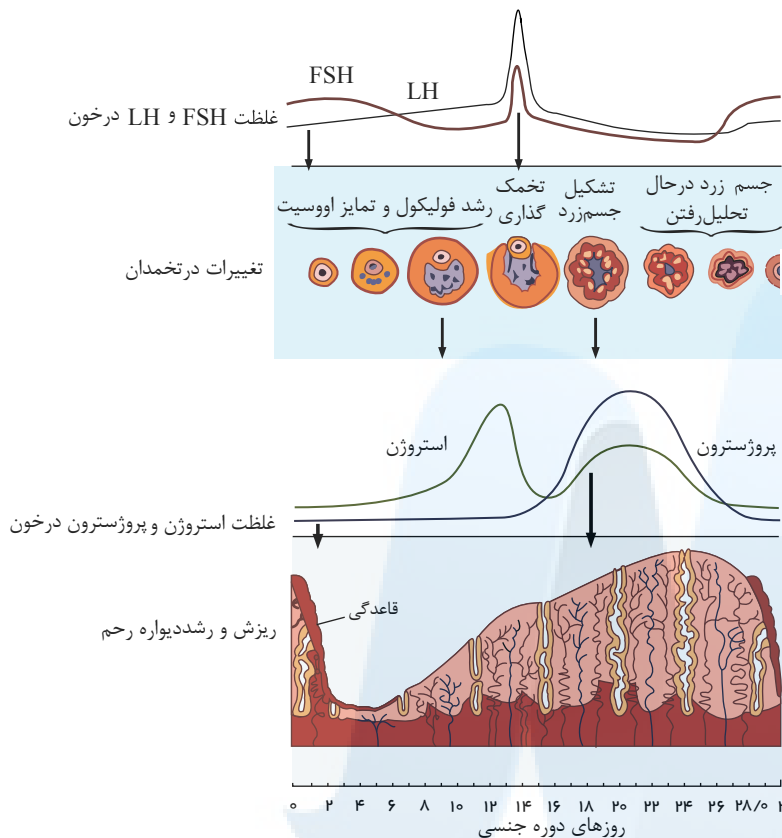 FSH
LH
غلظت FSH و LH درخون
رشد فولیکول و تمایز اووسیت
تخمک
گذاری
تشکیل
جسم‌زرد
جسم زرد درحال
تحلیل‌رفتن
تغییرات درتخمدان
استروژن
پروژسترون
غلظت استروژن و پروژسترون درخون
قاعدگی
ریزش و رشددیواره رحم
۰ ۲ ۴ ۶ ۸ ۱۰ ۱۲ ۱۴ ۱۶ ۱۸ ۲۰ ۲۲ ۲۴ ۲۶ ۲۸/۰ ۲
روزهای دوره جنسی